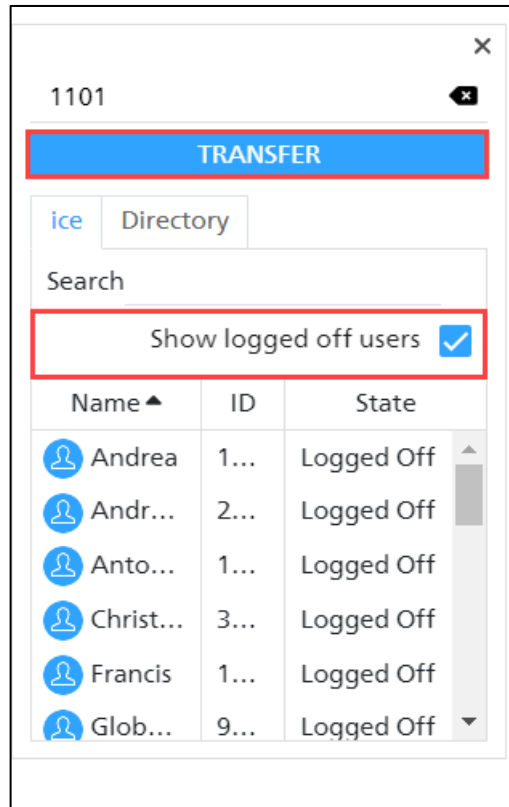 1101
TRANSFER
ice Directory
Search
Show logged off users
Name ID State
Andrea 1... Logged Off
Andr... 2... Logged Off
Anto... 1... Logged Off
Christ... 3... Logged Off
Francis 1... Logged Off
Glob... 9... Logged Off